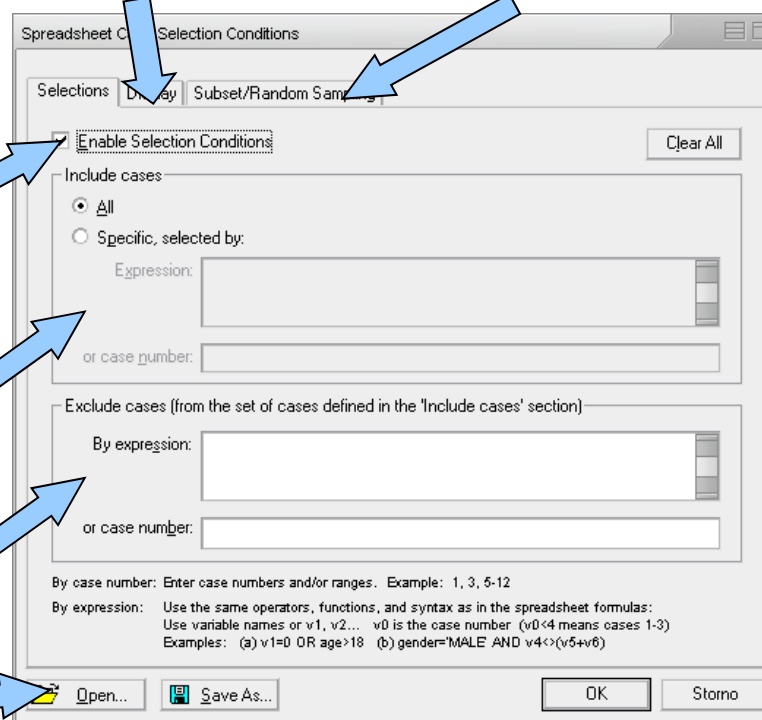 Spreadsheet Selection Conditions
Selections Subset/Random
Enable Selection Conditions Clear All
Include cases
All
Specific, selected by:
Expression:
or case number:
Exclude cases (from the set of cases defined in the 'Include cases' section)
By expression:
or case number:
By case number: Enter case numbers and/or ranges. Example: 1, 3, 5-12
By expression: Use the same operators, functions, and syntax as in the spreadsheet formulas:
Use variable names or v1, v2... v0 is the case number (v0<4 means cases 1-3)
Examples: (a) v1=0 OR age>18 (b) gender='MALE' AND v4<>(v5+v6)
Open... Save As... OK Storno